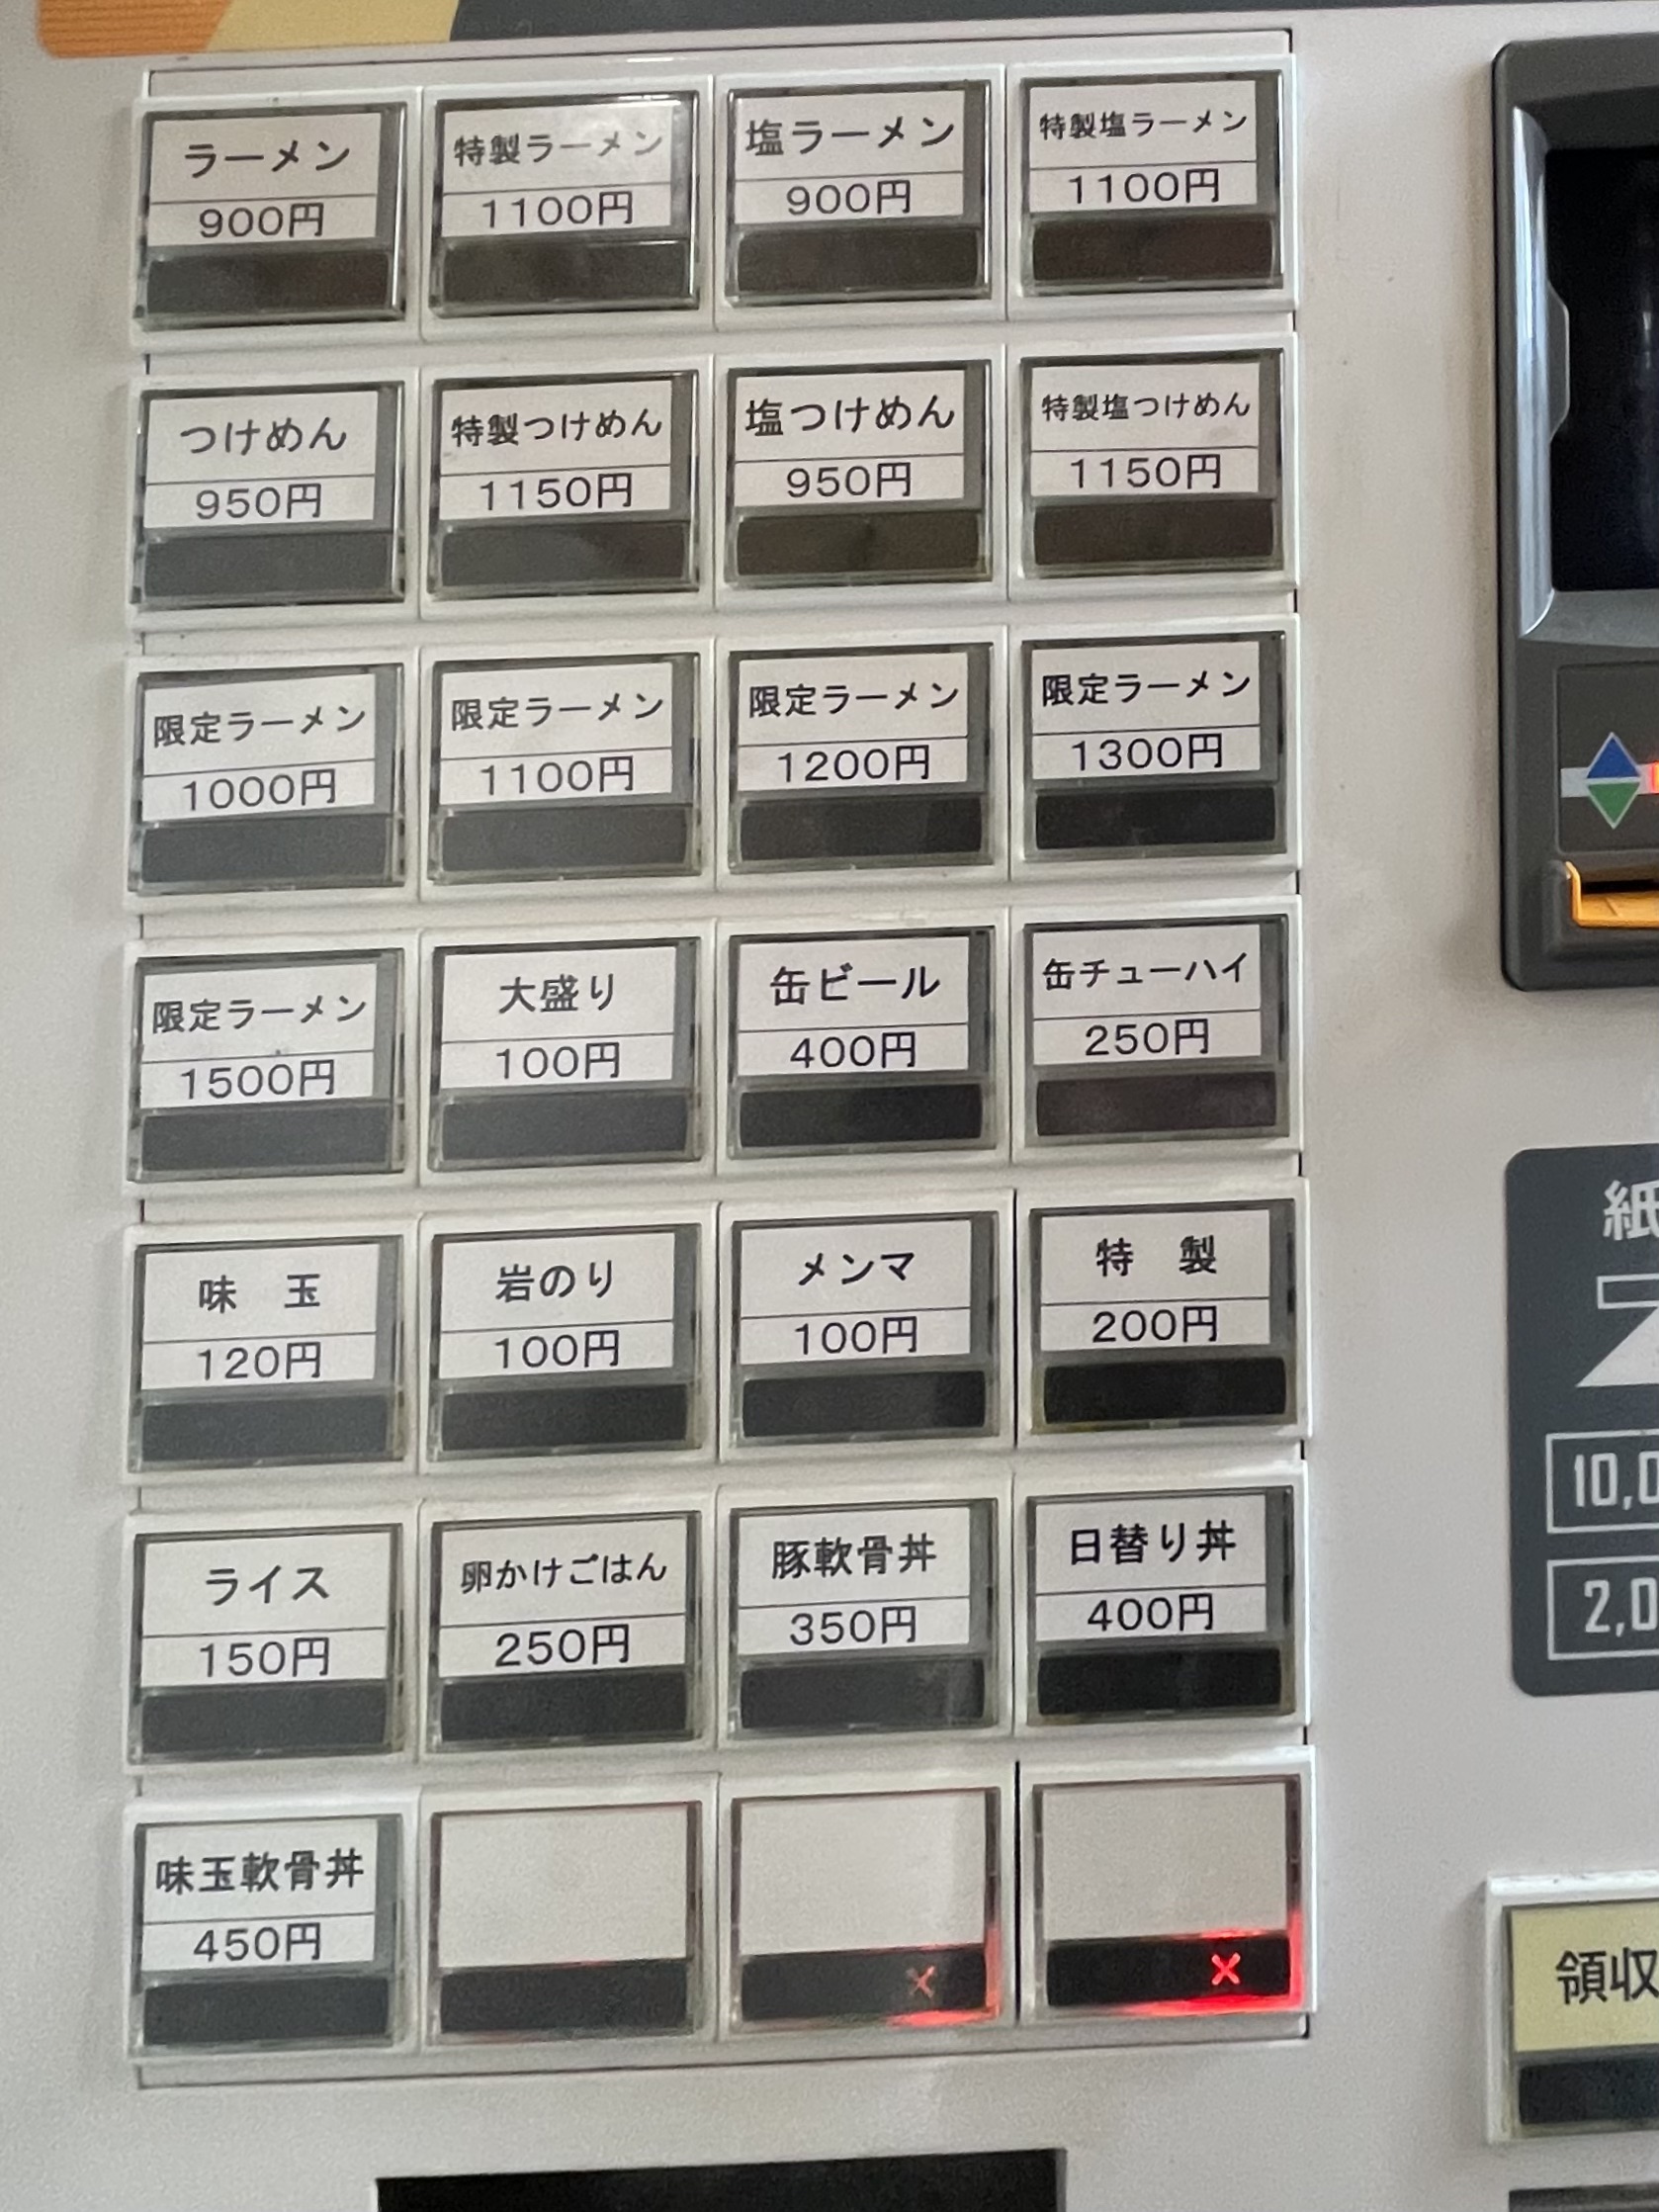 ラーメン
900円
特製ラーメン
1100円
塩ラーメン
900円
特製塩ラーメン
1100円
つけめん
950円
特製つけめん
1150円
塩つけめん
950円
特製塩つけめん
1150円
限定ラーメン
1000円
限定ラーメン
1100円
限定ラーメン
1200円
限定ラーメン
1300円
限定ラーメン
1500円
大盛り
100円
缶ビール
400円
缶チューハイ
250円
味　玉
120円
岩のり
100円
メンマ
100円
特　製
200円
ライス
150円
卵かけごはん
250円
豚軟骨丼
350円
日替り丼
400円
味玉軟骨丼
450円
×
×
紙
10,0
2,0
領収